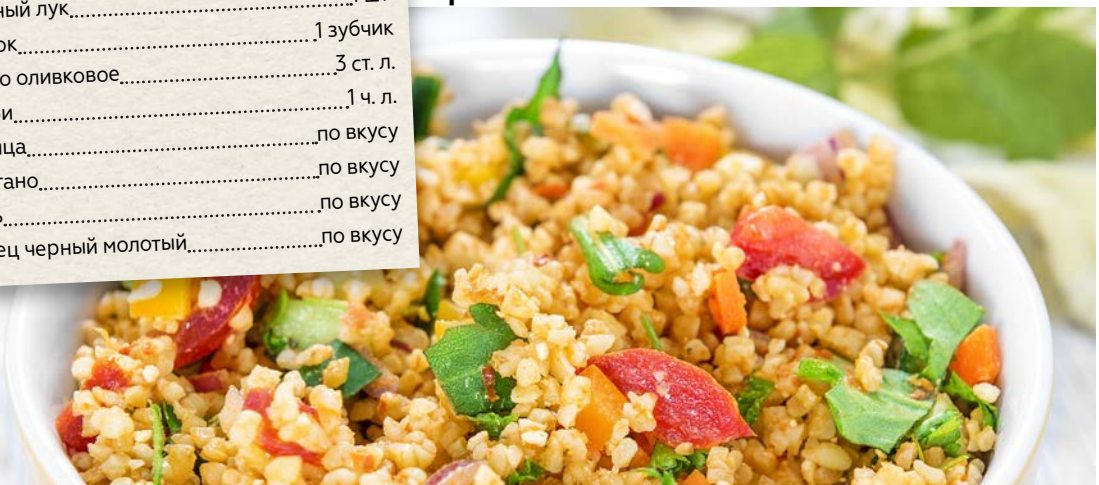 ный лук
ок 1 зубчик
о оливковое 3 ст. л.
и 1 ч. л.
ца по вкусу
гано по вкусу
ь по вкусу
ец черный молотый по вкусу